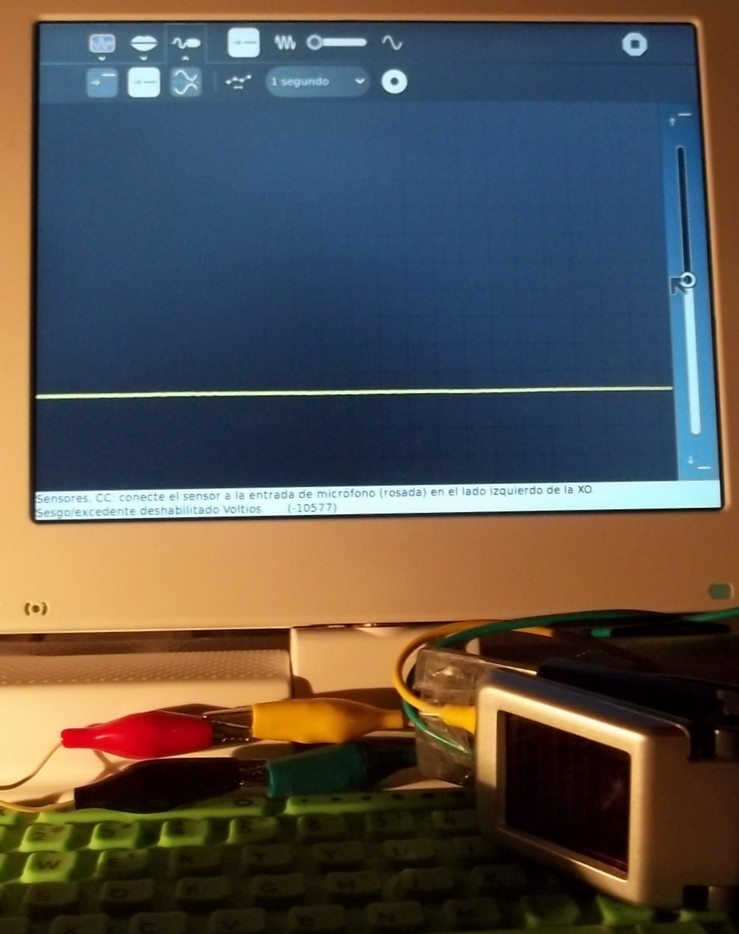 1 segundo
Sensores, CC: conecte el sensor a la entrada de micrófono (rosada) en el lado izquierdo de la XO.
Sesgo/excedente deshabilitado Voltios (-10577)
W